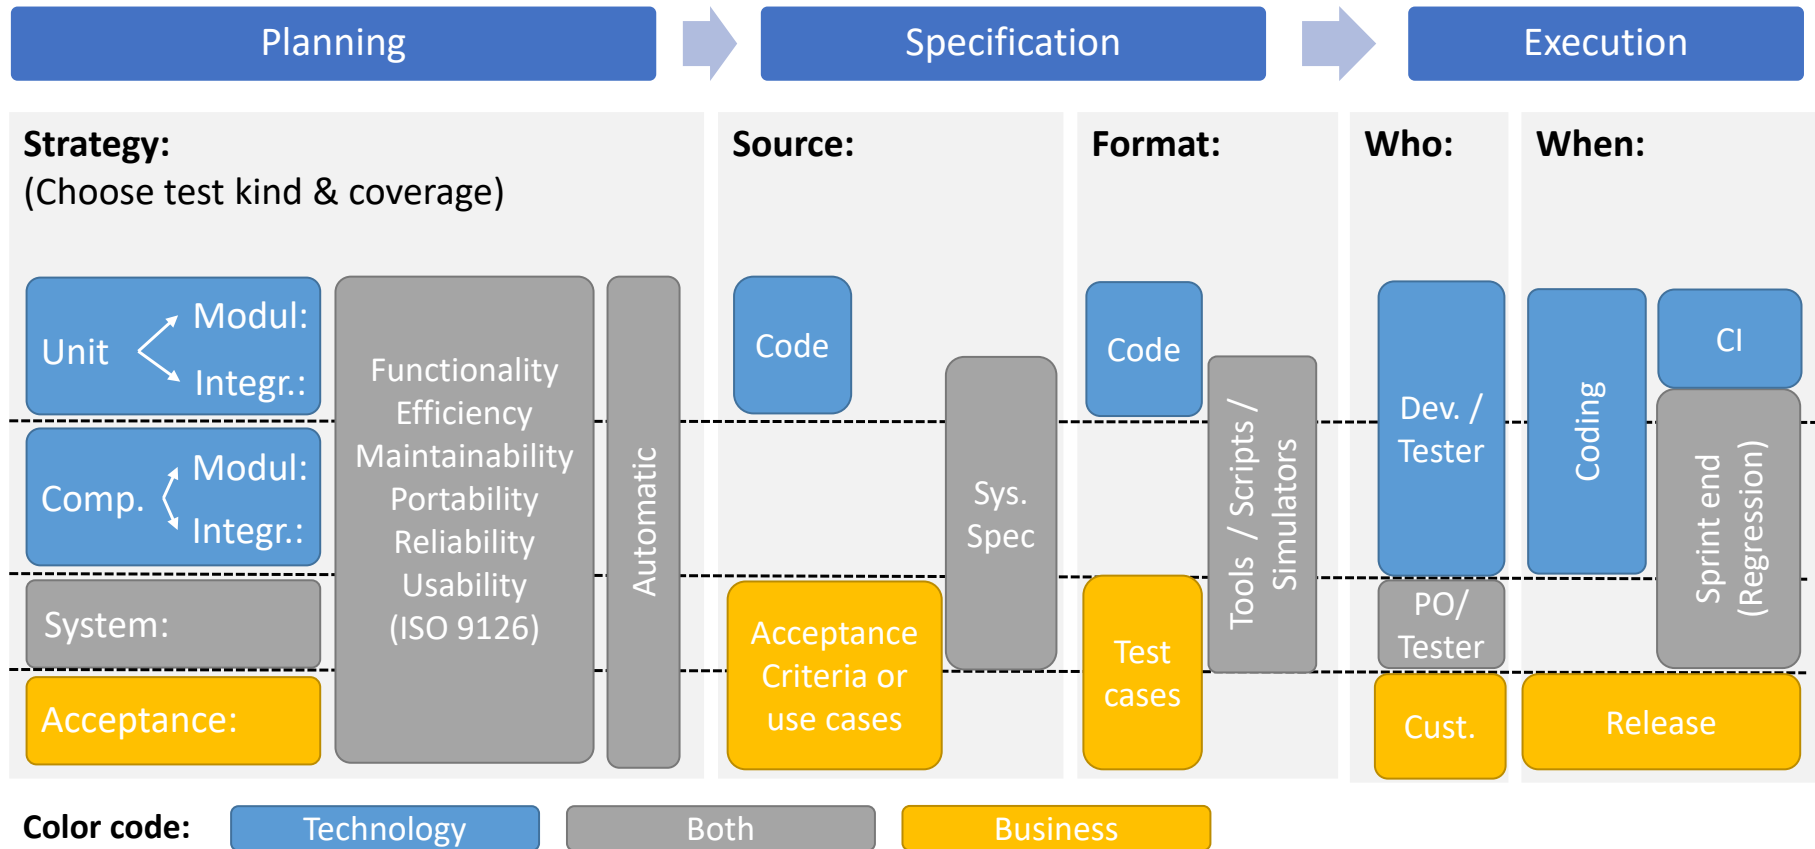 Planning
Specification
Execution
Strategy:
(Choose test kind & coverage)
Source:
Format:
Who:
When:
Unit
Modul:
Integr.:
Comp.
Modul:
Integr.:
System:
Acceptance:
Functionality
Efficiency
Maintainability
Portability
Reliability
Usability
(ISO 9126)
Automatic
Code
Sys.
Spec
Acceptance
Criteria or
use cases
Code
Tools / Scripts /
Simulators
Test
cases
Dev. /
Tester
PO/
Tester
Cust.
Coding
CI
Sprint end
(Regression)
Release
Color code:
Technology
Both
Business